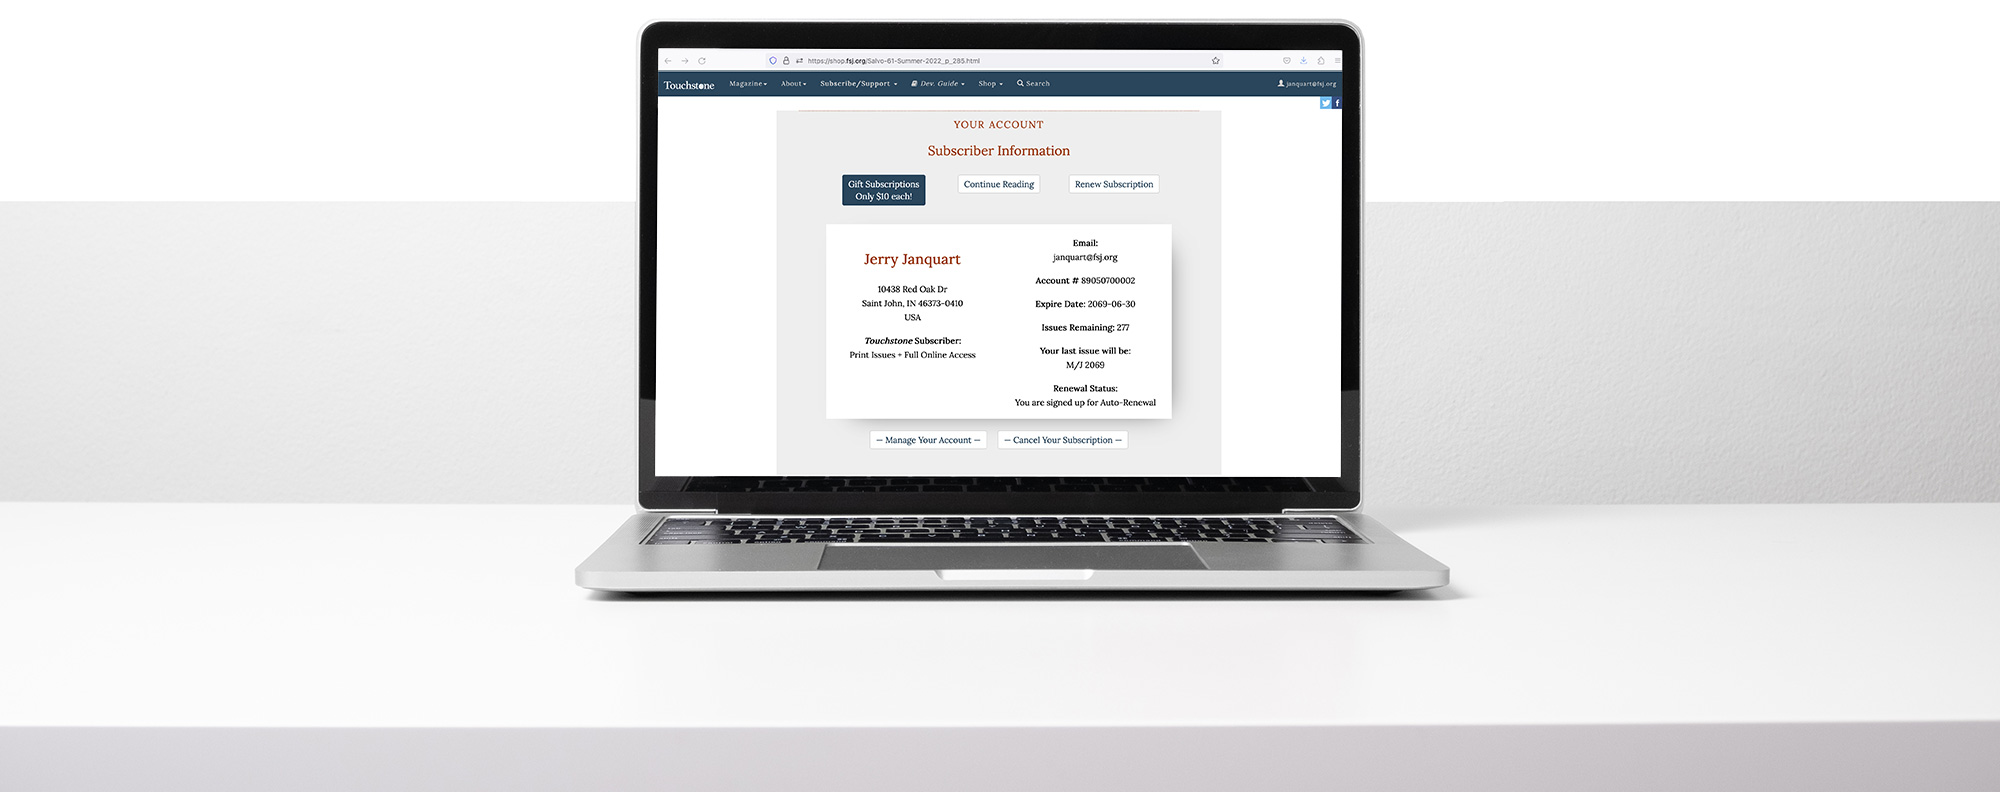 https://shop.fsj.org/Salvo-61-Summer-2022_p_285.html
Touchstone Magazine About Subscribe/Support Dev. Guide Shop Search janquart@fsj.org
YOUR ACCOUNT
Subscriber Information
Gift Subscriptions
Only $10 each!
Continue Reading
Renew Subscription
Jerry Janquart
10438 Red Oak Dr
Saint John, IN 46373-0410
USA
Touchstone Subscriber:
Print Issues + Full Online Access
Email:
janquart@fsj.org
Account # 89050700002
Expire Date: 2069-06-30
Issues Remaining: 277
Your last issue will be:
M/J 2069
Renewal Status:
You are signed up for Auto-Renewal
— Manage Your Account —
— Cancel Your Subscription —